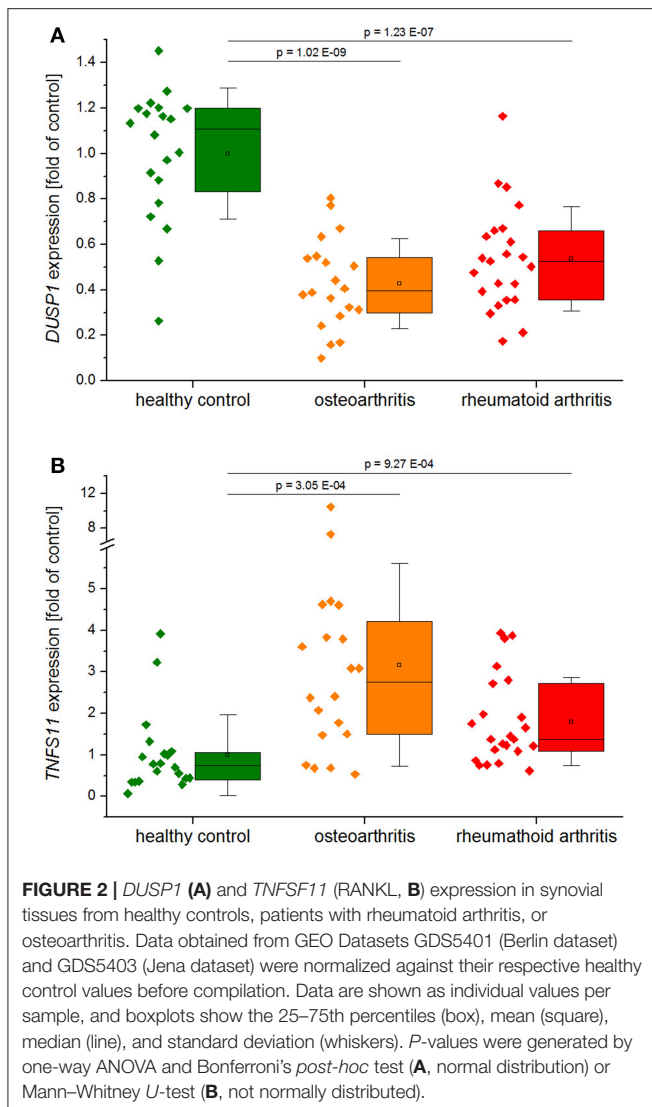 A
p = 1.23 E-07
p = 1.02 E-09
DUSP1 expression [fold of control]
1.4
1.2
1.0
0.8
0.6
0.4
0.2
0.0
healthy control
osteoarthritis
rheumatoid arthritis
B
p = 9.27 E-04
p = 3.05 E-04
TNFS11 expression [fold of control]
12
8
5
4
3
2
1
0
healthy control
osteoarthritis
rheumathoid arthritis
FIGURE 2 | DUSP1 (A) and TNFSF11 (RANKL, B) expression in synovial
tissues from healthy controls, patients with rheumatoid arthritis, or
osteoarthritis. Data obtained from GEO Datasets GDS5401 (Berlin dataset)
and GDS5403 (Jena dataset) were normalized against their respective healthy
control values before compilation. Data are shown as individual values per
sample, and boxplots show the 25–75th percentiles (box), mean (square),
median (line), and standard deviation (whiskers). P-values were generated by
one-way ANOVA and Bonferroni's post-hoc test (A, normal distribution) or
Mann–Whitney U-test (B, not normally distributed).